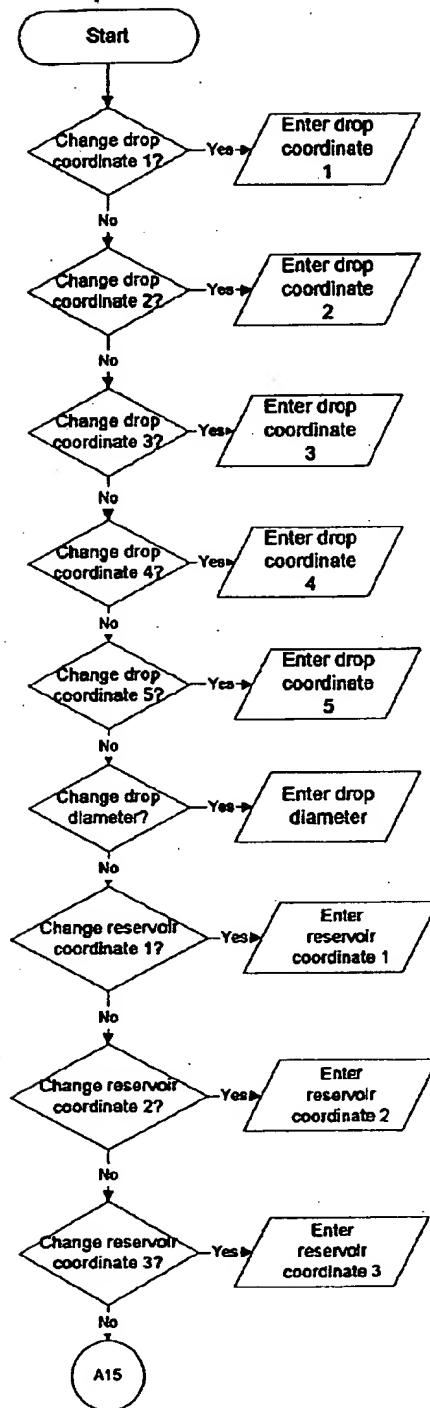 Start
Change drop
coordinate 1?
Yes
Enter drop
coordinate
1
No
Change drop
coordinate 2?
Yes
Enter drop
coordinate
2
No
Change drop
coordinate 3?
Yes
Enter drop
coordinate
3
No
Change drop
coordinate 4?
Yes
Enter drop
coordinate
4
No
Change drop
coordinate 5?
Yes
Enter drop
coordinate
5
No
Change drop
diameter?
Yes
Enter drop
diameter
No
Change reservoir
coordinate 1?
Yes
Enter
reservoir
coordinate 1
No
Change reservoir
coordinate 2?
Yes
Enter
reservoir
coordinate 2
No
Change reservoir
coordinate 3?
Yes
Enter
reservoir
coordinate 3
No
A15